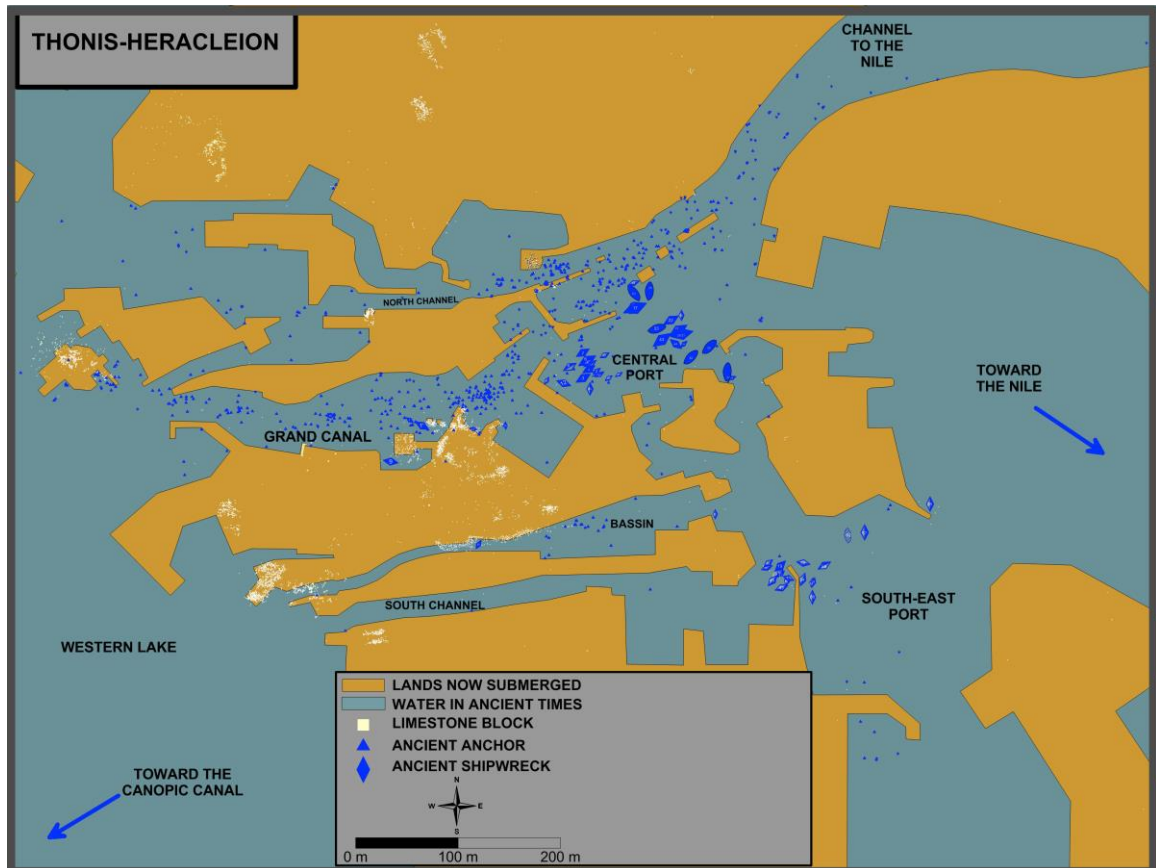 THONIS-HERACLEION
CHANNEL
TO THE
NILE
NORTH CHANNEL
CENTRAL
PORT
TOWARD
THE NILE
GRAND CANAL
BASSIN
SOUTH CHANNEL
SOUTH-EAST
PORT
WESTERN LAKE
LANDS NOW SUBMERGED
WATER IN ANCIENT TIMES
LIMESTONE BLOCK
ANCIENT ANCHOR
ANCIENT SHIPWRECK
TOWARD THE
CANOPIC CANAL
N
W E
S
0 m 100 m 200 m